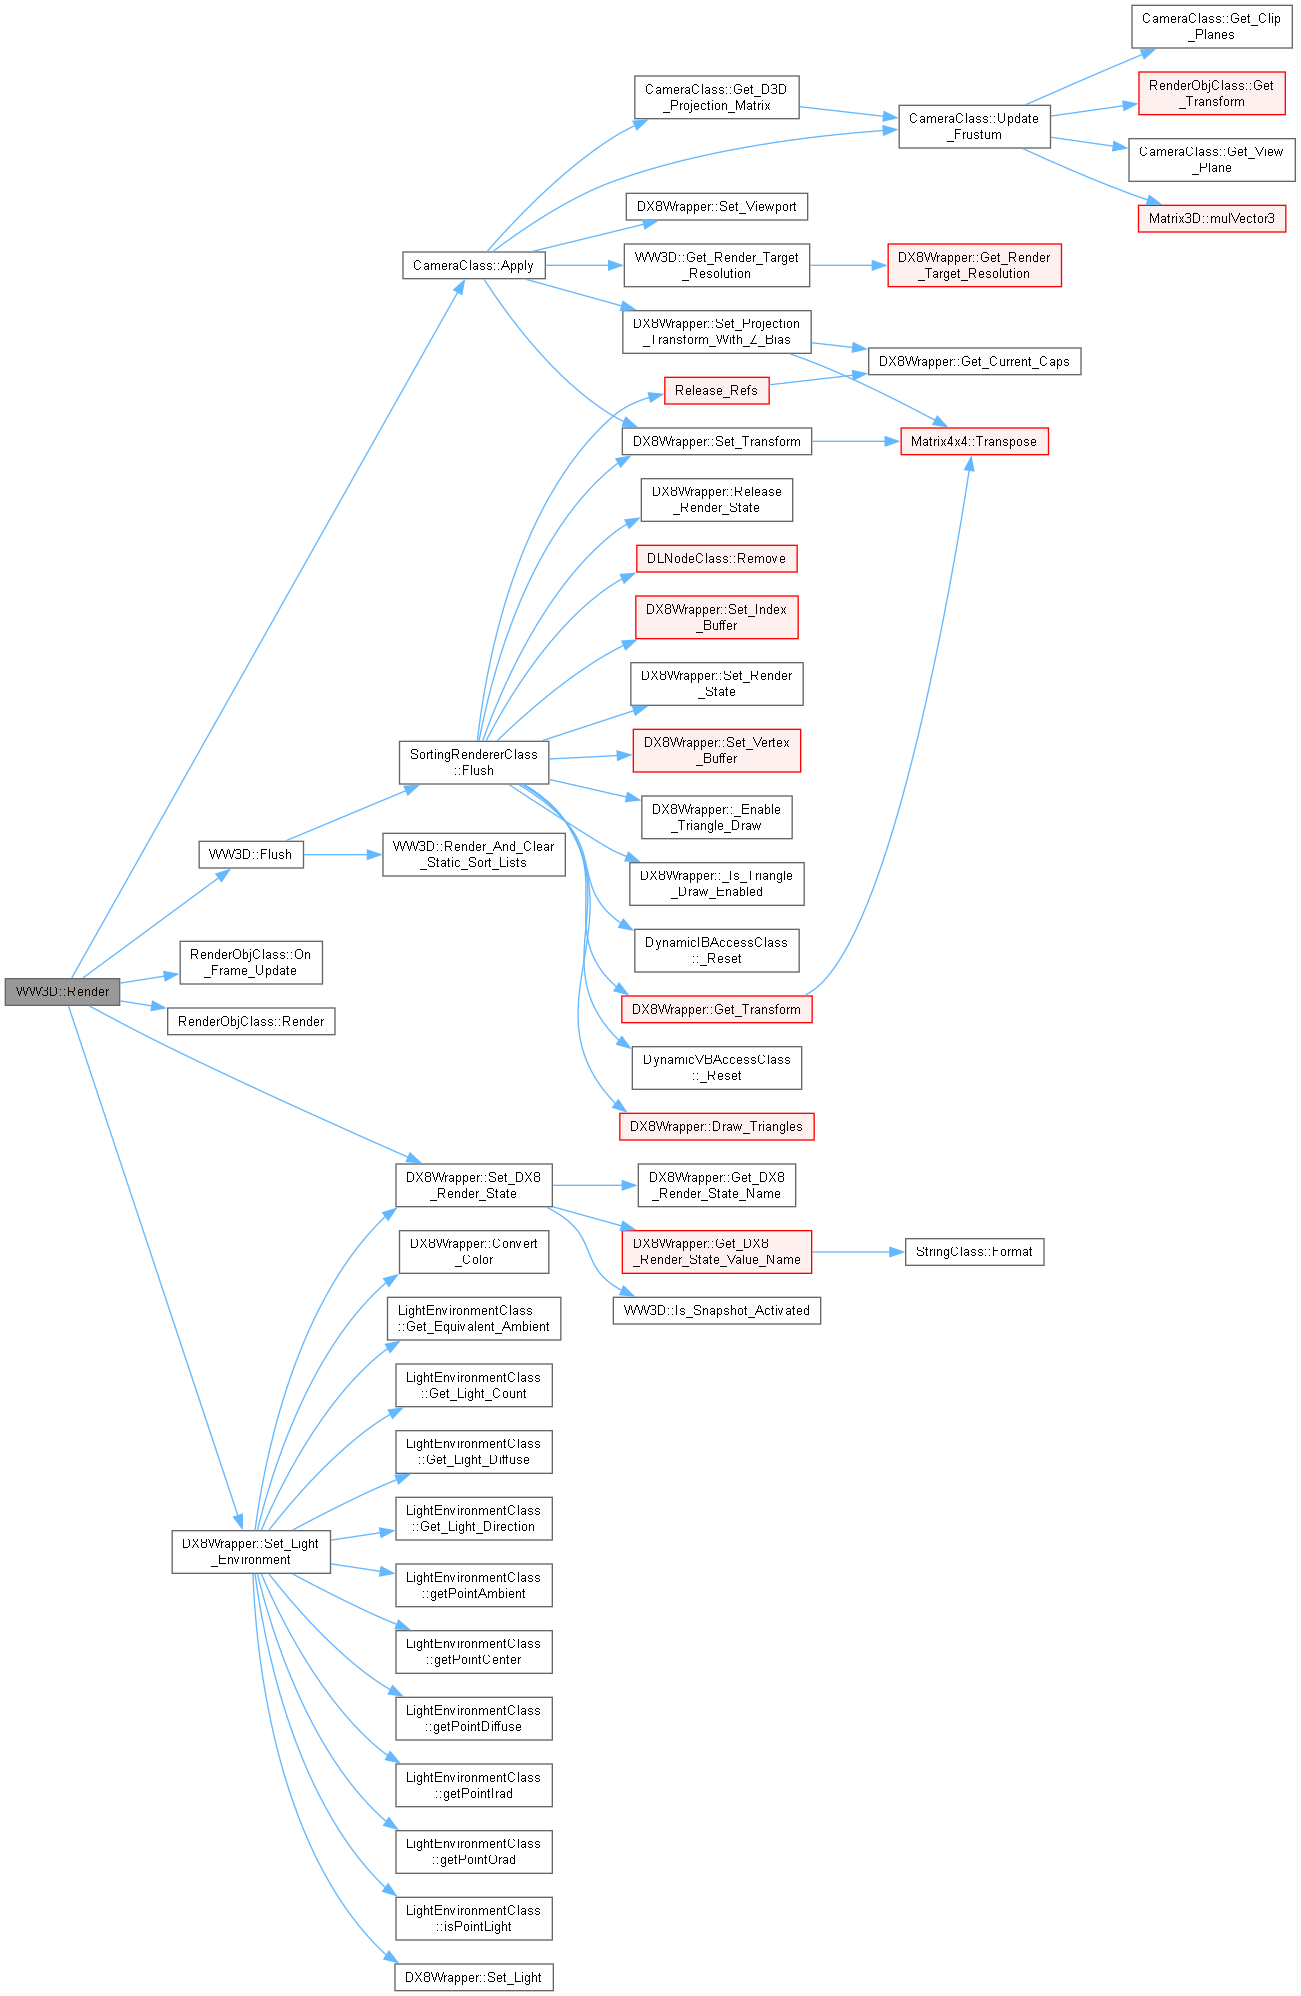 CameraClass::Get_Clip
_Planes
CameraClass::Get_D3D
_Projection_Matrix
RenderObjClass::Get
_Transform
CameraClass::Update
_Frustum
CameraClass::Get_View
_Plane
DX8Wrapper::Set_Viewport
Matrix3D::mulVector3
CameraClass::Apply
WW3D::Get_Render_Target
_Resolution
DX8Wrapper::Get_Render
_Target_Resolution
DX8Wrapper::Set_Projection
_Transform_With_Z_Bias
DX8Wrapper::Get_Current_Caps
Release_Refs
DX8Wrapper::Set_Transform
Matrix4x4::Transpose
DX8Wrapper::Release
_Render_State
DLNodeClass::Remove
DX8Wrapper::Set_Index
_Buffer
DX8Wrapper::Set_Render
_State
SortingRendererClass
::Flush
DX8Wrapper::Set_Vertex
_Buffer
DX8Wrapper::_Enable
_Triangle_Draw
WW3D::Flush
WW3D::Render_And_Clear
_Static_Sort_Lists
DX8Wrapper::_Is_Triangle
_Draw_Enabled
RenderObjClass::On
_Frame_Update
DynamicIBAccessClass
::_Reset
WW3D::Render
RenderObjClass::Render
DX8Wrapper::Get_Transform
DynamicVBAccessClass
::_Reset
DX8Wrapper::Draw_Triangles
DX8Wrapper::Set_DX8
_Render_State
DX8Wrapper::Get_DX8
_Render_State_Name
DX8Wrapper::Convert
_Color
DX8Wrapper::Get_DX8
_Render_State_Value_Name
StringClass::Format
LightEnvironmentClass
::Get_Equivalent_Ambient
WW3D::Is_Snapshot_Activated
LightEnvironmentClass
::Get_Light_Count
LightEnvironmentClass
::Get_Light_Diffuse
LightEnvironmentClass
::Get_Light_Direction
DX8Wrapper::Set_Light
_Environment
LightEnvironmentClass
::getPointAmbient
LightEnvironmentClass
::getPointCenter
LightEnvironmentClass
::getPointDiffuse
LightEnvironmentClass
::getPointIrad
LightEnvironmentClass
::getPointOrad
LightEnvironmentClass
::isPointLight
DX8Wrapper::Set_Light